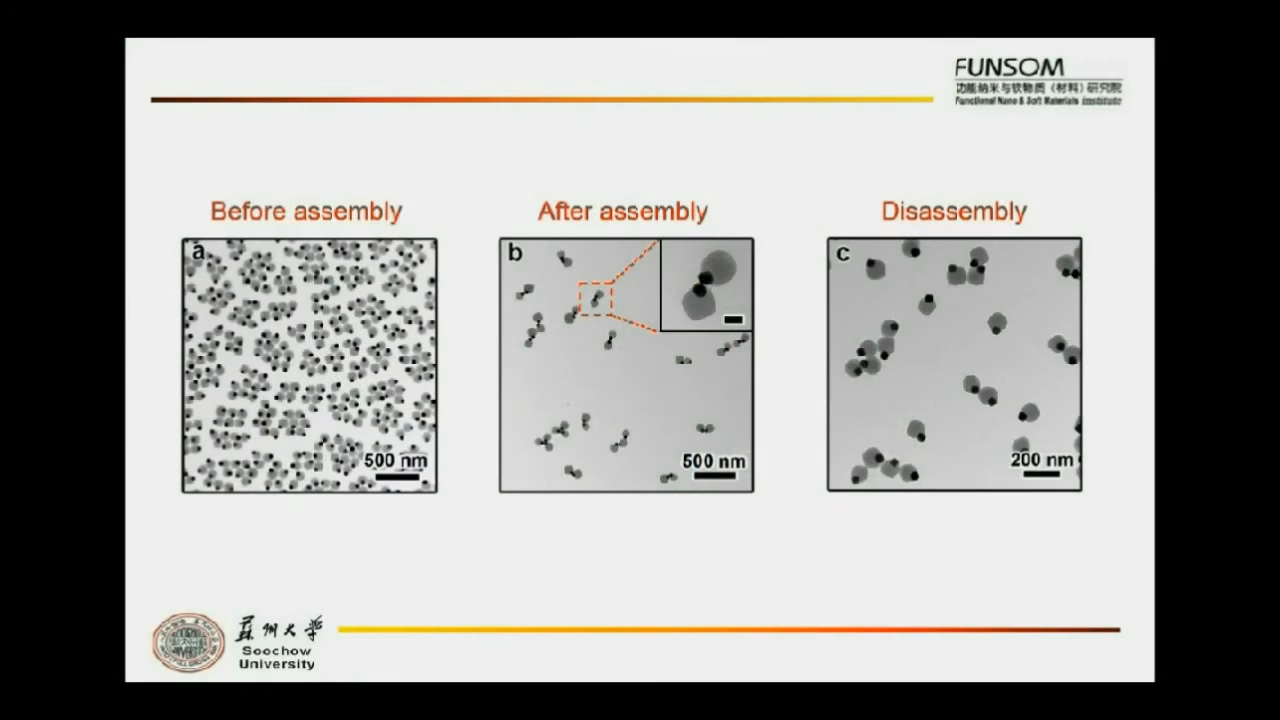 FUNSOM
功能纳米与软物质（材料）研究院
Functional Nano & Soft Materials Institute
Before assembly
After assembly
Disassembly
a
b
c
500 nm
500 nm
200 nm
苏州大学
Soochow
University